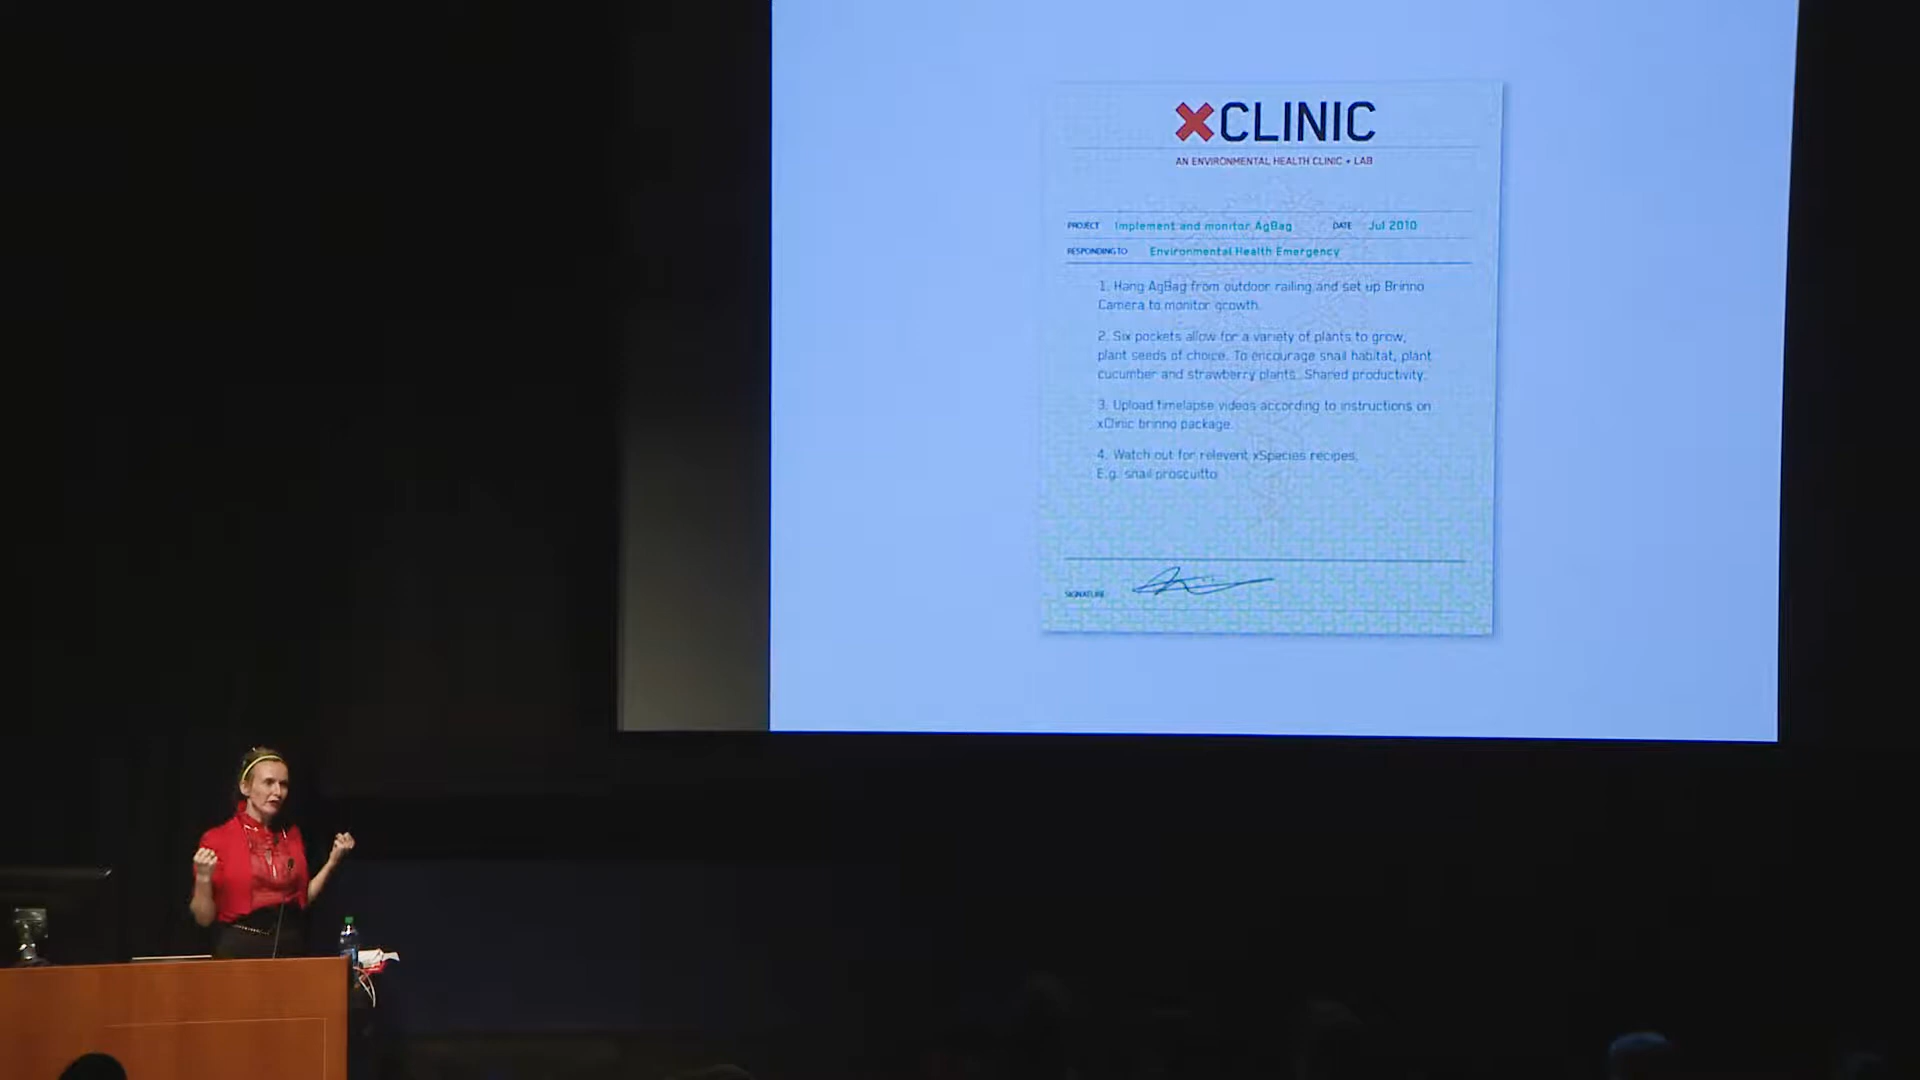 XCLINIC
AN ENVIRONMENTAL HEALTH CLINIC + LAB
PROJECT Implement and monitor AgBag DATE Jul 2010
RESPONDING TO Environmental Health Emergency
1. Hang AgBag from outdoor railing and set up Brinno
Camera to monitor growth.
2. Six pockets allow for a variety of plants to grow,
plant seeds of choice. To encourage snail habitat, plant
cucumber and strawberry plants. Shared productivity.
3. Upload timelapse videos according to instructions on
xClinic brinno package.
4. Watch out for relevent xSpecies recipes.
E.g. snail proscuitto
SIGNATURE